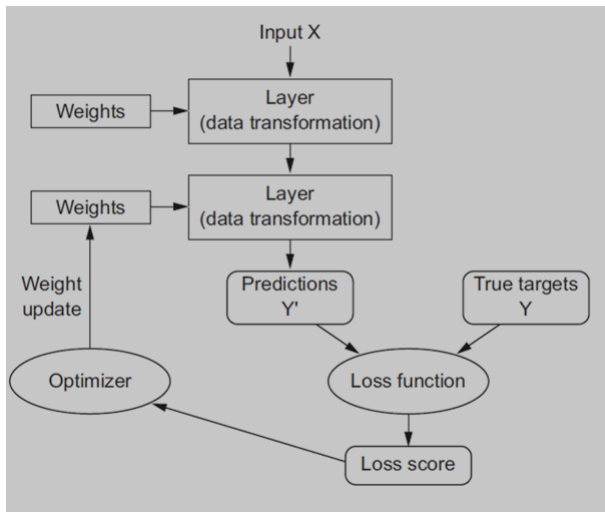 Input X
Layer
(data transformation)
Weights
Layer
(data transformation)
Weights
Weight
update
Predictions
Y'
True targets
Y
Optimizer
Loss function
Loss score